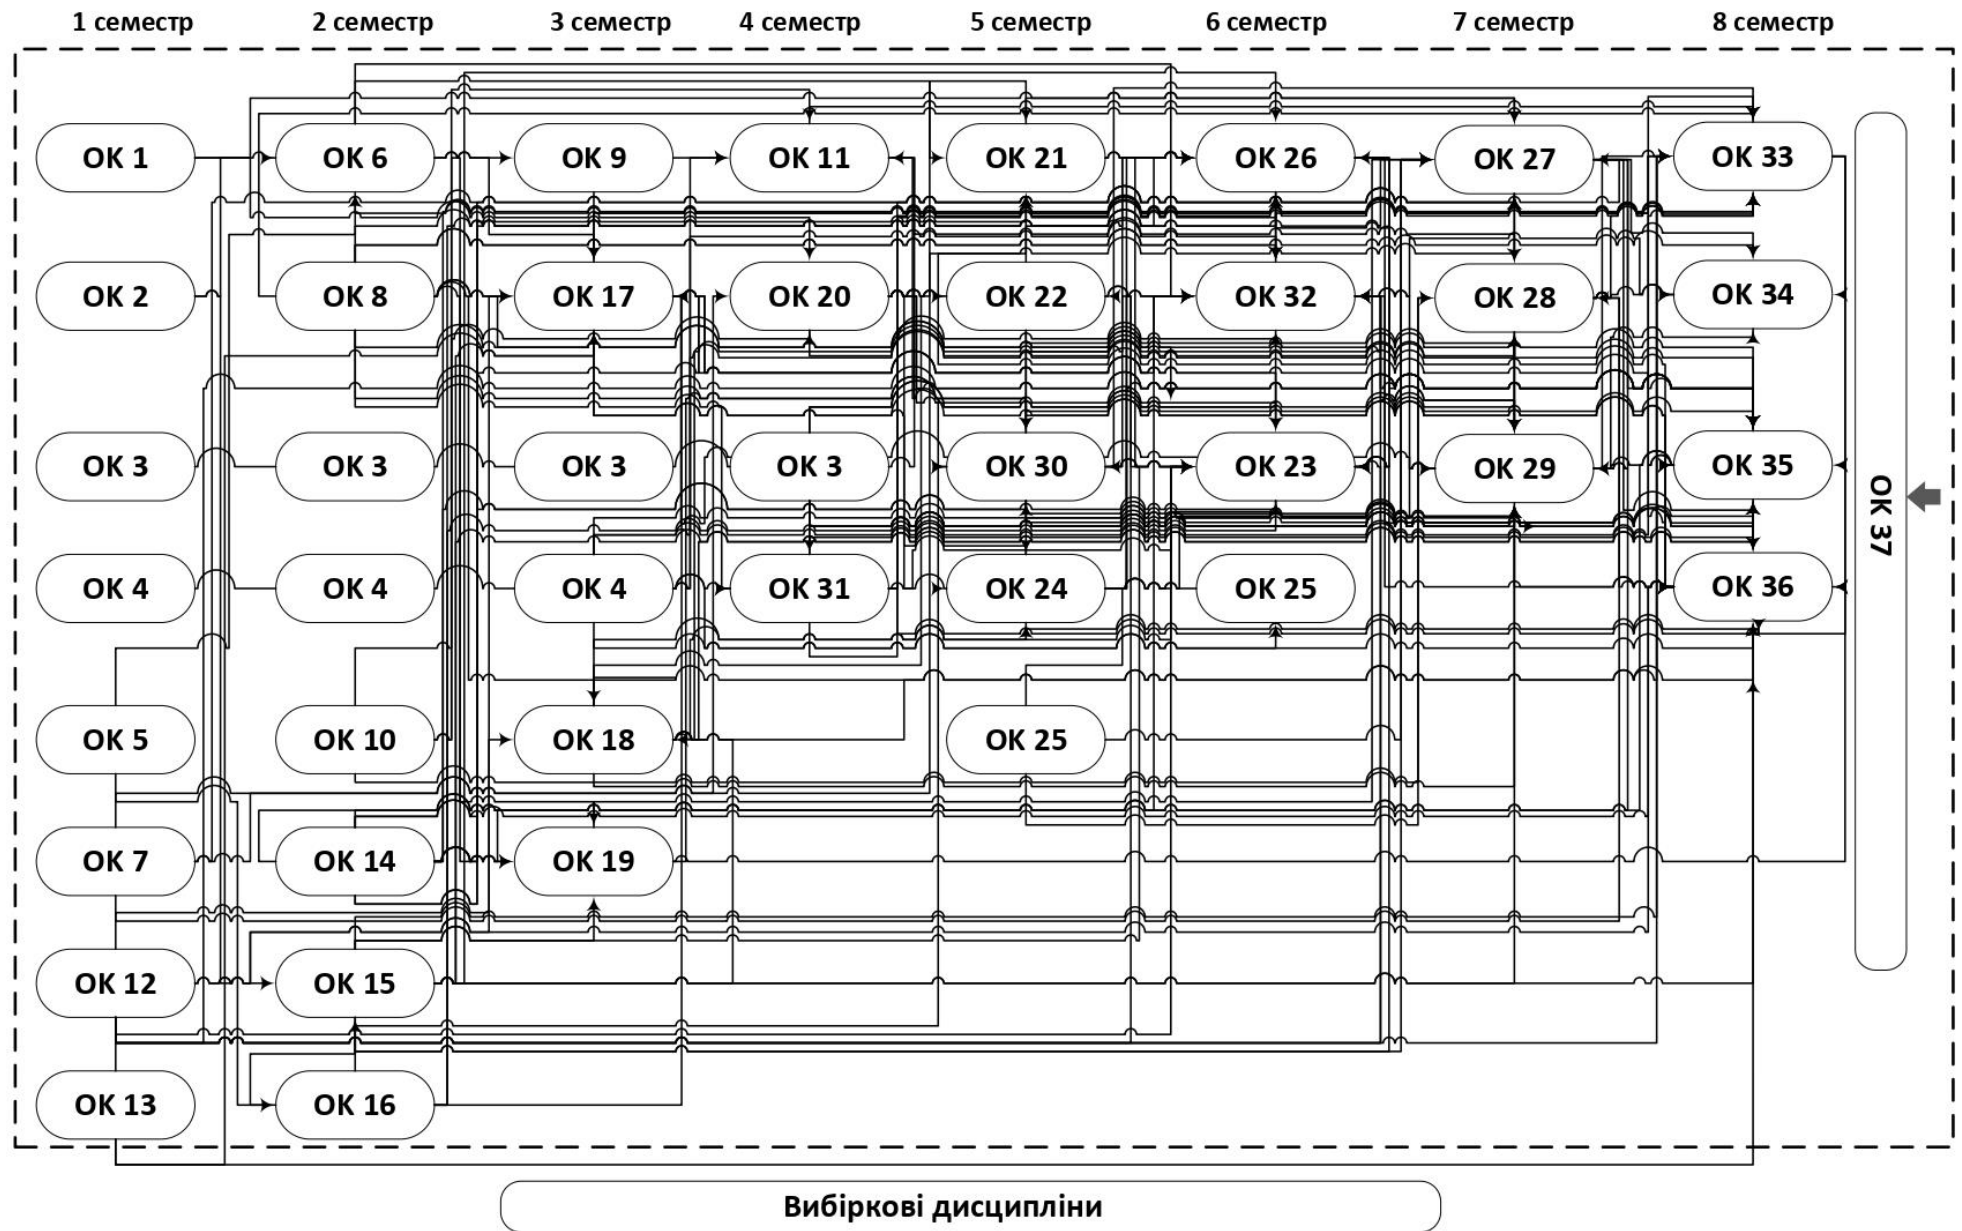 1 семестр 2 семестр 3 семестр 4 семестр 5 семестр 6 семестр 7 семестр 8 семестр
ОК 1 ОК 6 ОК 9 ОК 11 ОК 21 ОК 26 ОК 27 ОК 33
ОК 2 ОК 8 ОК 17 ОК 20 ОК 22 ОК 32 ОК 28 ОК 34
ОК 3 ОК 3 ОК 3 ОК 3 ОК 30 ОК 23 ОК 29 ОК 35
ОК 37
ОК 4 ОК 4 ОК 4 ОК 31 ОК 24 ОК 25 ОК 36
ОК 5 ОК 10 ОК 18 ОК 25
ОК 7 ОК 14 ОК 19
ОК 12 ОК 15
ОК 13 ОК 16
Вибіркові дисципліни